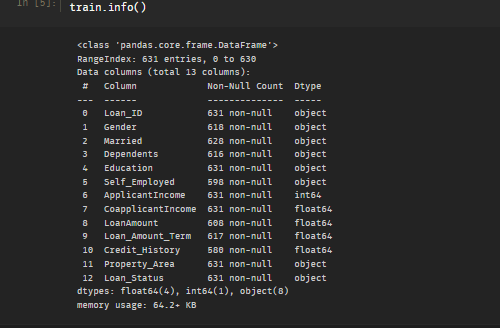 In [5]: train.info()
<class 'pandas.core.frame.DataFrame'>
RangeIndex: 631 entries, 0 to 630
Data columns (total 13 columns):
 #   Column             Non-Null Count  Dtype
---  ------             --------------  -----
 0   Loan_ID            631 non-null    object
 1   Gender             618 non-null    object
 2   Married            628 non-null    object
 3   Dependents         616 non-null    object
 4   Education          631 non-null    object
 5   Self_Employed      598 non-null    object
 6   ApplicantIncome    631 non-null    int64
 7   CoapplicantIncome  631 non-null    float64
 8   LoanAmount         608 non-null    float64
 9   Loan_Amount_Term   617 non-null    float64
 10  Credit_History     580 non-null    float64
 11  Property_Area      631 non-null    object
 12  Loan_Status        631 non-null    object
dtypes: float64(4), int64(1), object(8)
memory usage: 64.2+ KB